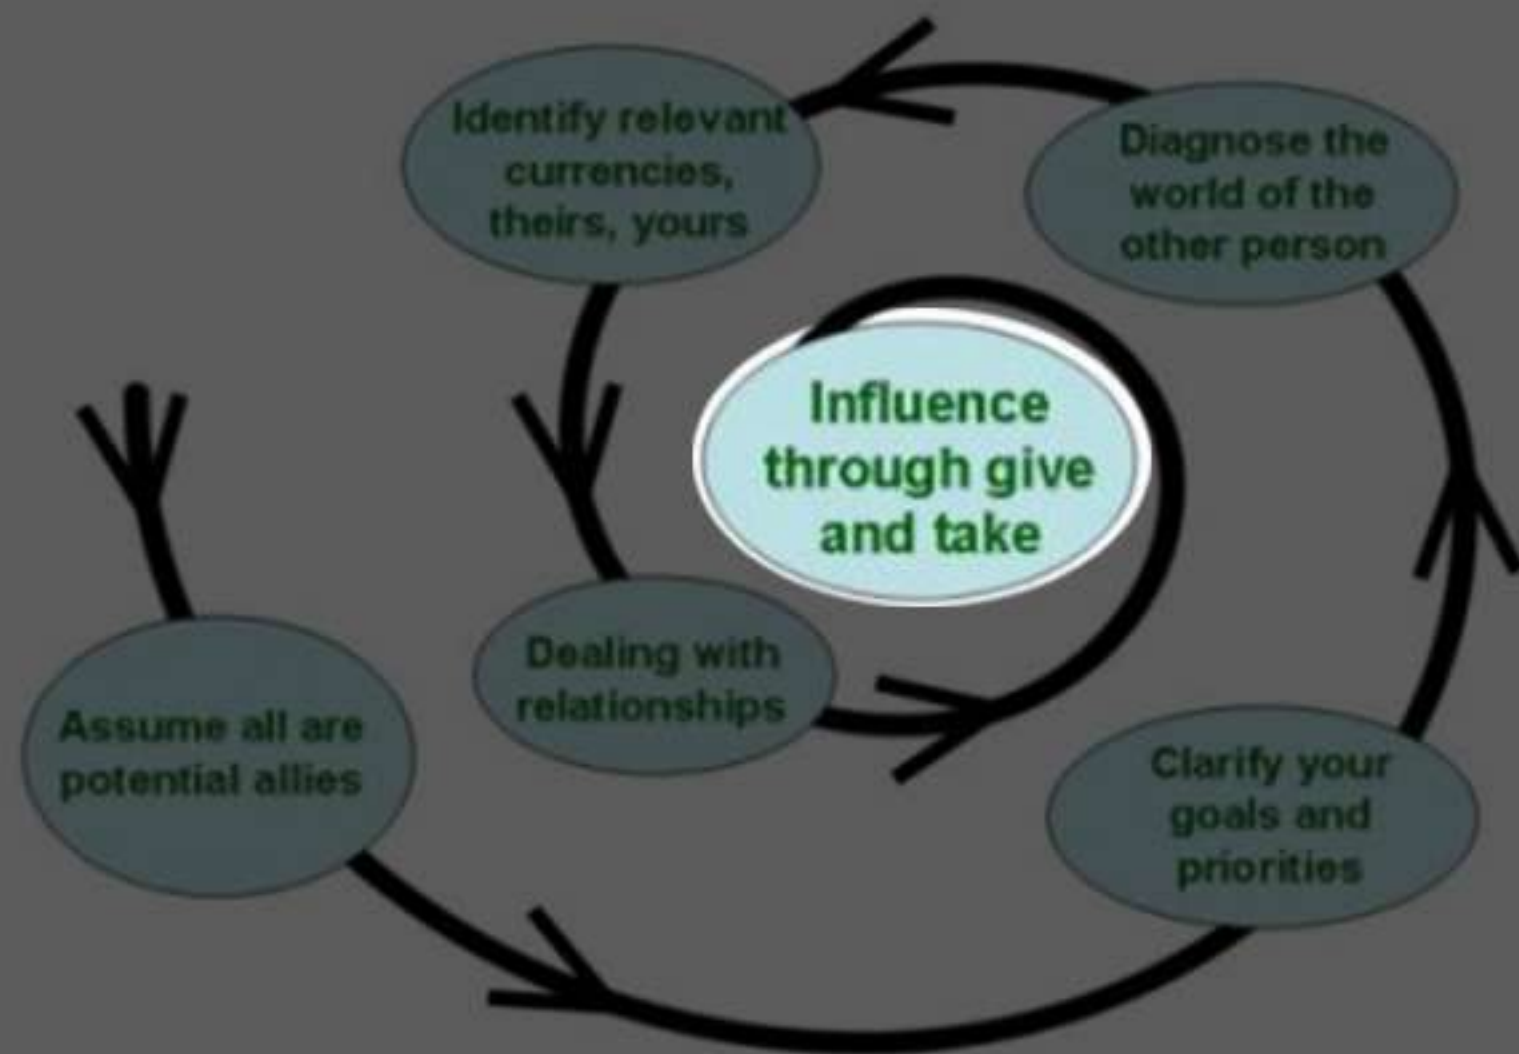 Identify relevant
currencies,
theirs, yours
Diagnose the
world of the
other person
Influence
through give
and take
Dealing with
relationships
Assume all are
potential allies
Clarify your
goals and
priorities